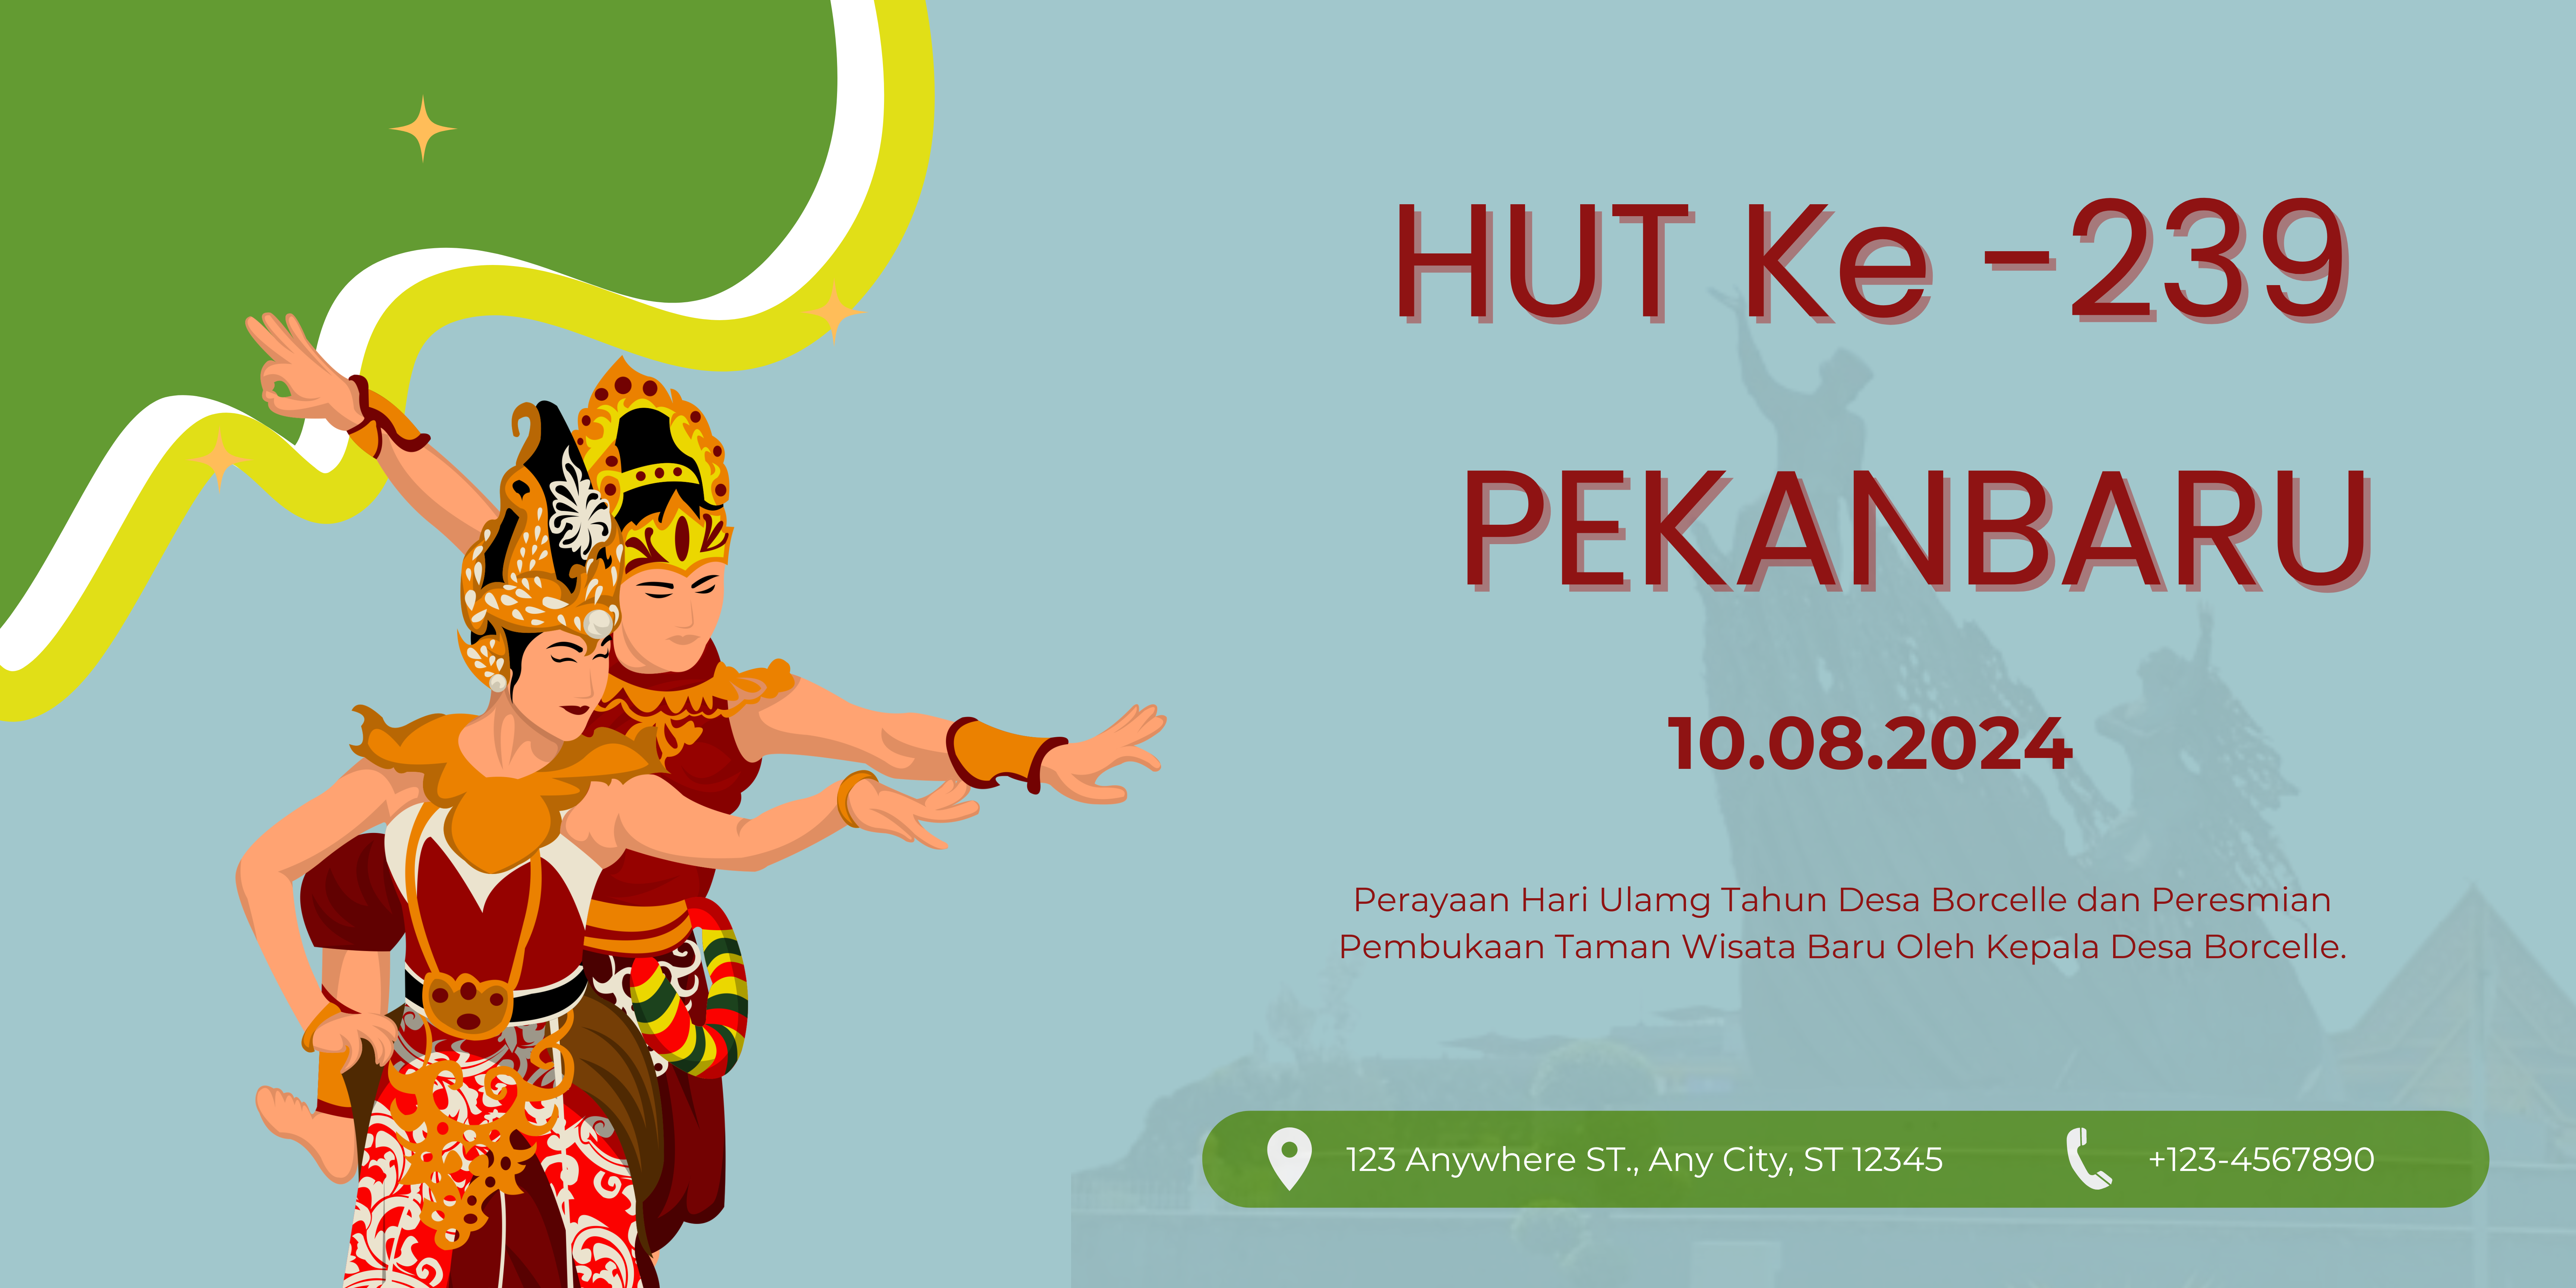 HUT Ke -239
PEKANBARU
10.08.2024
Perayaan Hari Ulamg Tahun Desa Borcelle dan Peresmian
Pembukaan Taman Wisata Baru Oleh Kepala Desa Borcelle.
123 Anywhere ST., Any City, ST 12345
+123-4567890